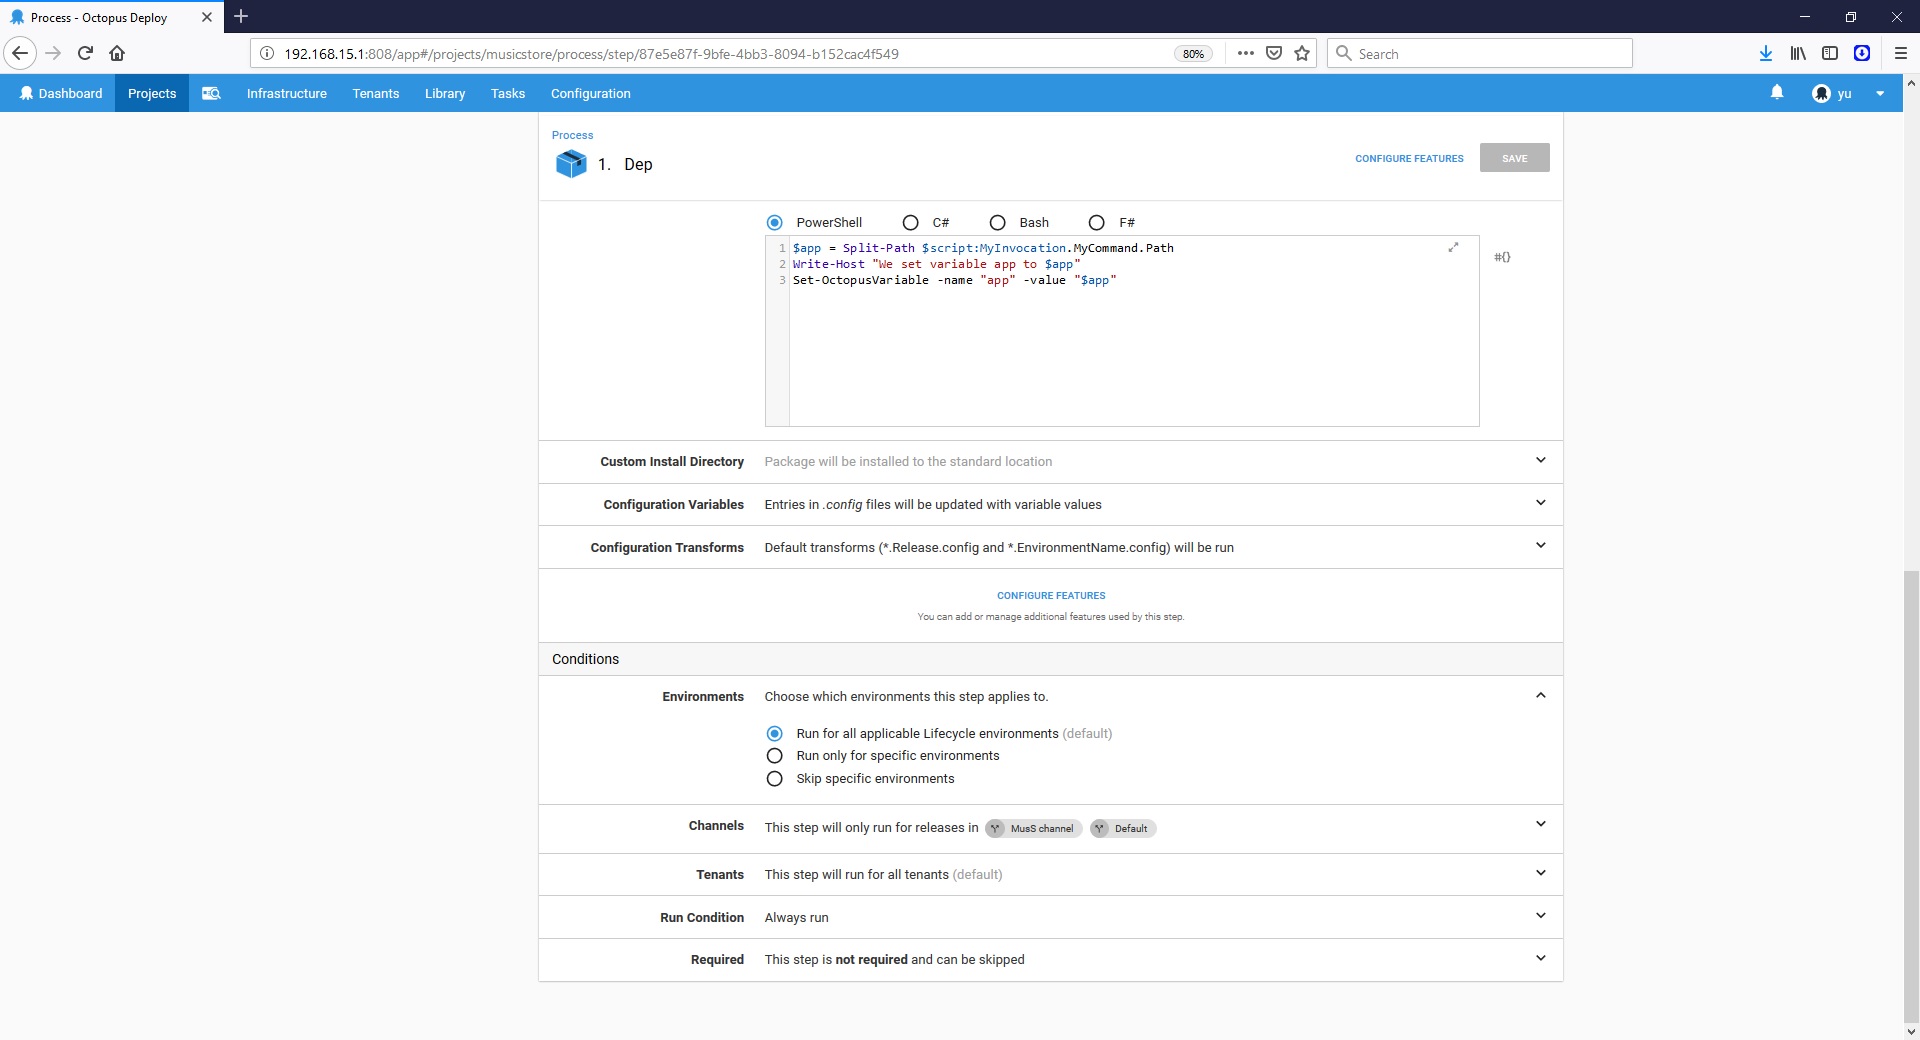 Process - Octopus Deploy
192.168.15.1:808/app#/projects/musicstore/process/step/87e5e87f-9bfe-4bb3-8094-b152cac4f549
80%
Search
Dashboard
Projects
Infrastructure
Tenants
Library
Tasks
Configuration
yu
Process
1. Dep
CONFIGURE FEATURES
SAVE
PowerShell
C#
Bash
F#
1 $app = Split-Path $script:MyInvocation.MyCommand.Path
2 Write-Host "We set variable app to $app"
3 Set-OctopusVariable -name "app" -value "$app"
#{}
Custom Install Directory Package will be installed to the standard location
Configuration Variables Entries in .config files will be updated with variable values
Configuration Transforms Default transforms (*.Release.config and *.EnvironmentName.config) will be run
CONFIGURE FEATURES
You can add or manage additional features used by this step.
Conditions
Environments Choose which environments this step applies to.
Run for all applicable Lifecycle environments (default)
Run only for specific environments
Skip specific environments
Channels This step will only run for releases in MusS channel Default
Tenants This step will run for all tenants (default)
Run Condition Always run
Required This step is not required and can be skipped